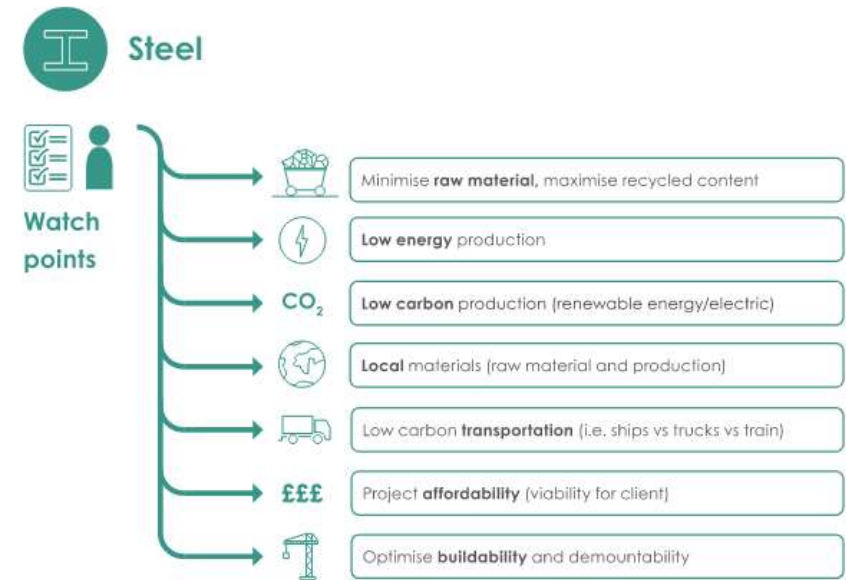 Steel
Watch
points
Minimise raw material, maximise recycled content
Low energy production
CO₂
Low carbon production (renewable energy/electric)
Local materials (raw material and production)
Low carbon transportation (i.e. ships vs trucks vs train)
£££
Project affordability (viability for client)
Optimise buildability and demountability